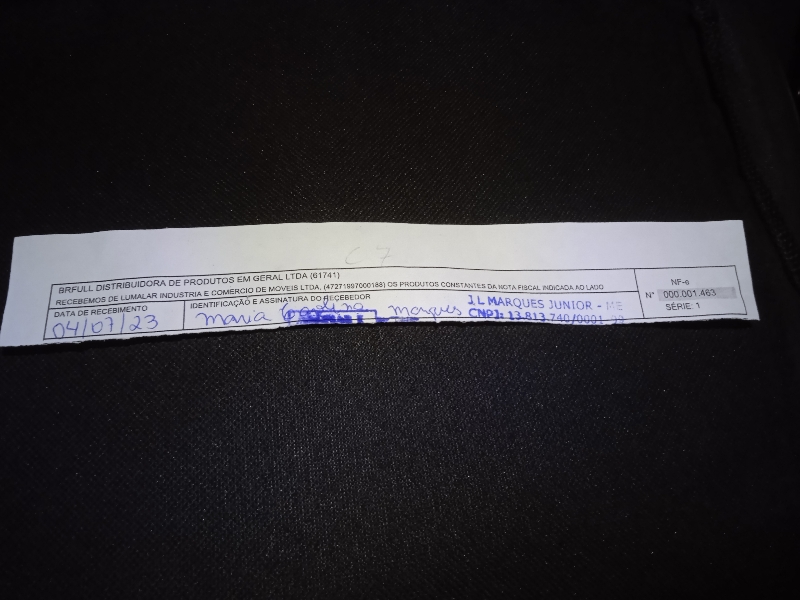 C7
BRFULL DISTRIBUIDORA DE PRODUTOS EM GERAL LTDA (61741)
RECEBEMOS DE LUMALAR INDUSTRIA E COMERCIO DE MOVEIS LTDA. (47271897000188) OS PRODUTOS CONSTANTES DA NOTA FISCAL INDICADA AO LADO
DATA DE RECEBIMENTO
04/07/23
IDENTIFICAÇÃO E ASSINATURA DO RECEBEDOR
maria marques
J.L MARQUES JUNIOR - ME
CNPJ: 13.813.740/0001-
NF-e
N° 000.001.463
SÉRIE: 1